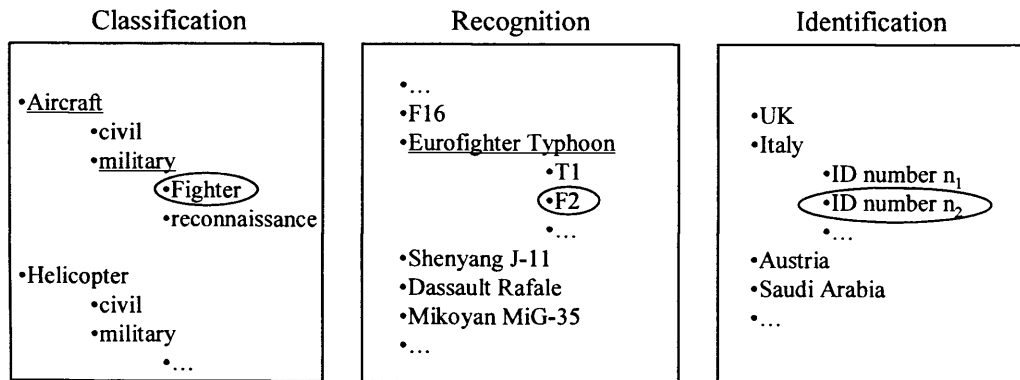 Classification
•Aircraft
•civil
•military
•Fighter
•reconnaissance
•Helicopter
•civil
•military
•...
Recognition
•...
•F16
•Eurofighter Typhoon
•T1
•F2
•...
•Shenyang J-11
•Dassault Rafale
•Mikoyan MiG-35
•...
Identification
•UK
•Italy
•ID number n₁
•ID number n₂
•...
•Austria
•Saudi Arabia
•...